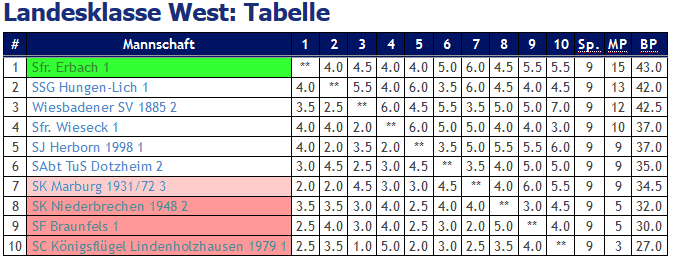 Landesklasse West: Tabelle
# Mannschaft 1 2 3 4 5 6 7 8 9 10 Sp. MP BP
1 Sfr. Erbach 1 ** 4.0 4.5 4.0 4.0 5.0 6.0 4.5 5.5 5.5 9 15 43.0
2 SSG Hungen-Lich 1 4.0 ** 5.5 4.0 6.0 3.5 6.0 4.5 4.0 4.5 9 13 42.0
3 Wiesbadener SV 1885 2 3.5 2.5 ** 6.0 4.5 5.5 3.5 5.0 5.0 7.0 9 12 42.5
4 Sfr. Wieseck 1 4.0 4.0 2.0 ** 6.0 5.0 5.0 4.0 4.0 3.0 9 10 37.0
5 SJ Herborn 1998 1 4.0 2.0 3.5 2.0 ** 3.5 5.0 5.5 5.5 6.0 9 9 37.0
6 SAbt TuS Dotzheim 2 3.0 4.5 2.5 3.0 4.5 ** 3.5 4.0 5.0 5.0 9 9 35.0
7 SK Marburg 1931/72 3 2.0 2.0 4.5 3.0 3.0 4.5 ** 4.0 6.0 5.5 9 9 34.5
8 SK Niederbrechen 1948 2 3.5 3.5 3.0 4.0 2.5 4.0 4.0 ** 3.0 4.5 9 5 32.0
9 SF Braunfels 1 2.5 4.0 3.0 4.0 2.5 3.0 2.0 5.0 ** 4.0 9 5 30.0
10 SC Königsflügel Lindenholzhausen 1979 1 2.5 3.5 1.0 5.0 2.0 3.0 2.5 3.5 4.0 ** 9 3 27.0